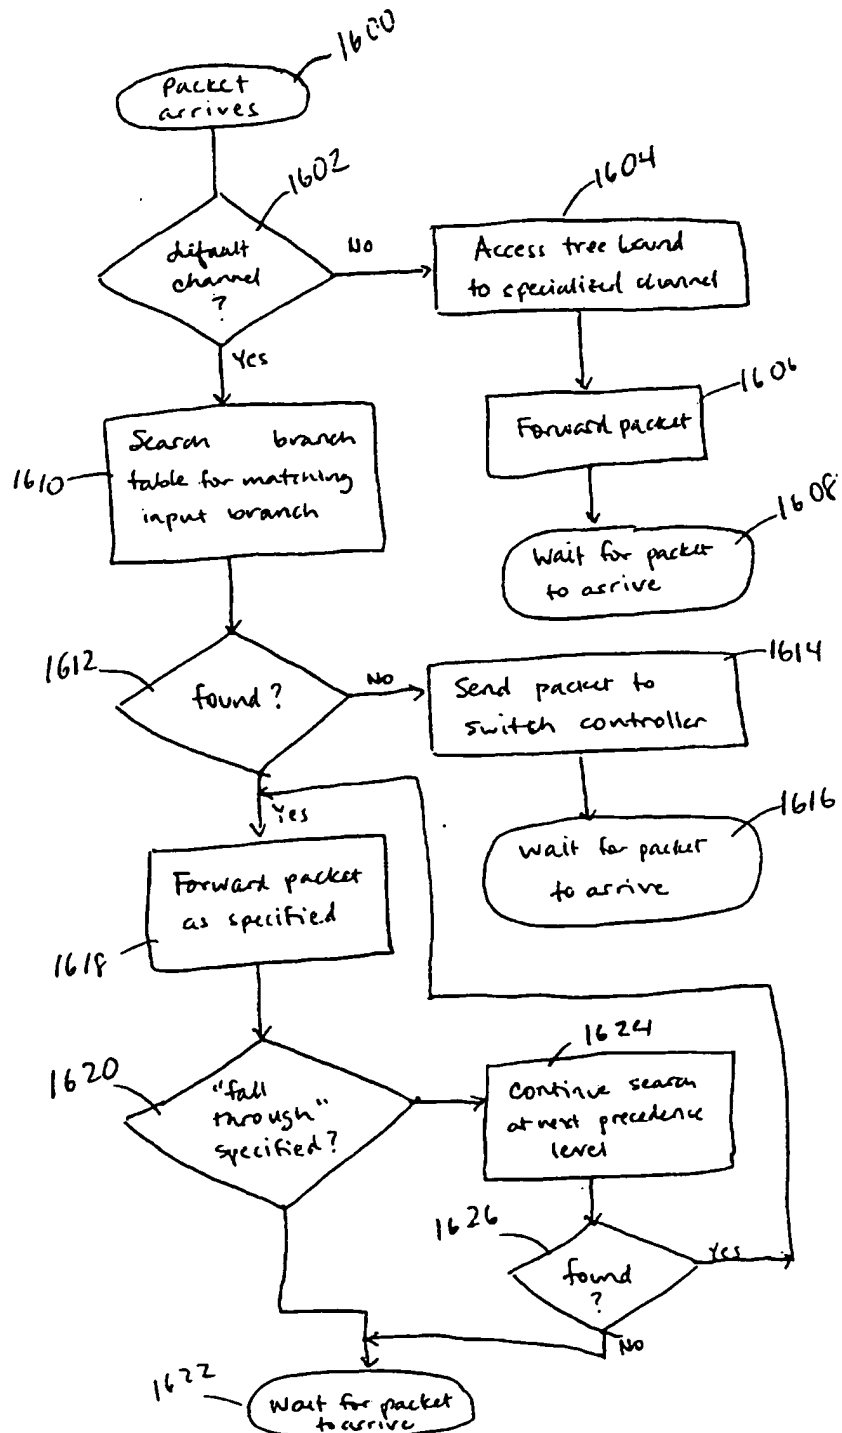 1600
Packet
arrives
1602
default
channel
?
No
Yes
1604
Access tree bound
to specialized channel
1606
Forward packet
1608
Wait for packet
to arrive
1610
Search branch
table for matching
input branch
1612
found?
No
Yes
1614
Send packet to
switch controller
1616
Wait for packet
to arrive
1618
Forward packet
as specified
1620
"fall
through"
specified?
1624
Continue search
at next precedence
level
1626
found
?
Yes
No
1622
Wait for packet
to arrive